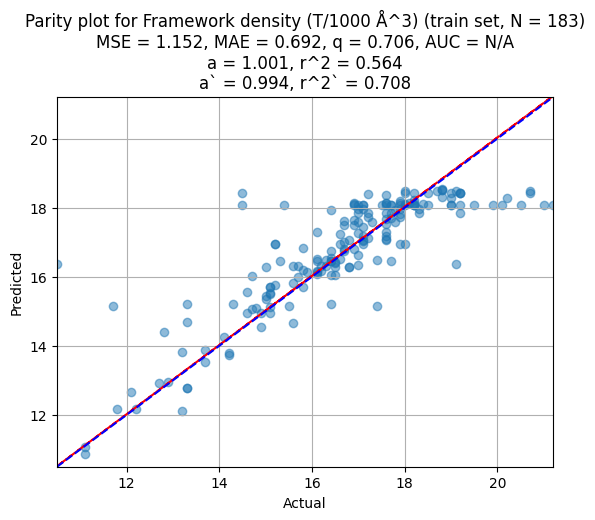 Parity plot for Framework density (T/1000 Å^3) (train set, N = 183)
MSE = 1.152, MAE = 0.692, q = 0.706, AUC = N/A
a = 1.001, r^2 = 0.564
a` = 0.994, r^2` = 0.708
20
18
16
14
12
Predicted
12 14 16 18 20
Actual